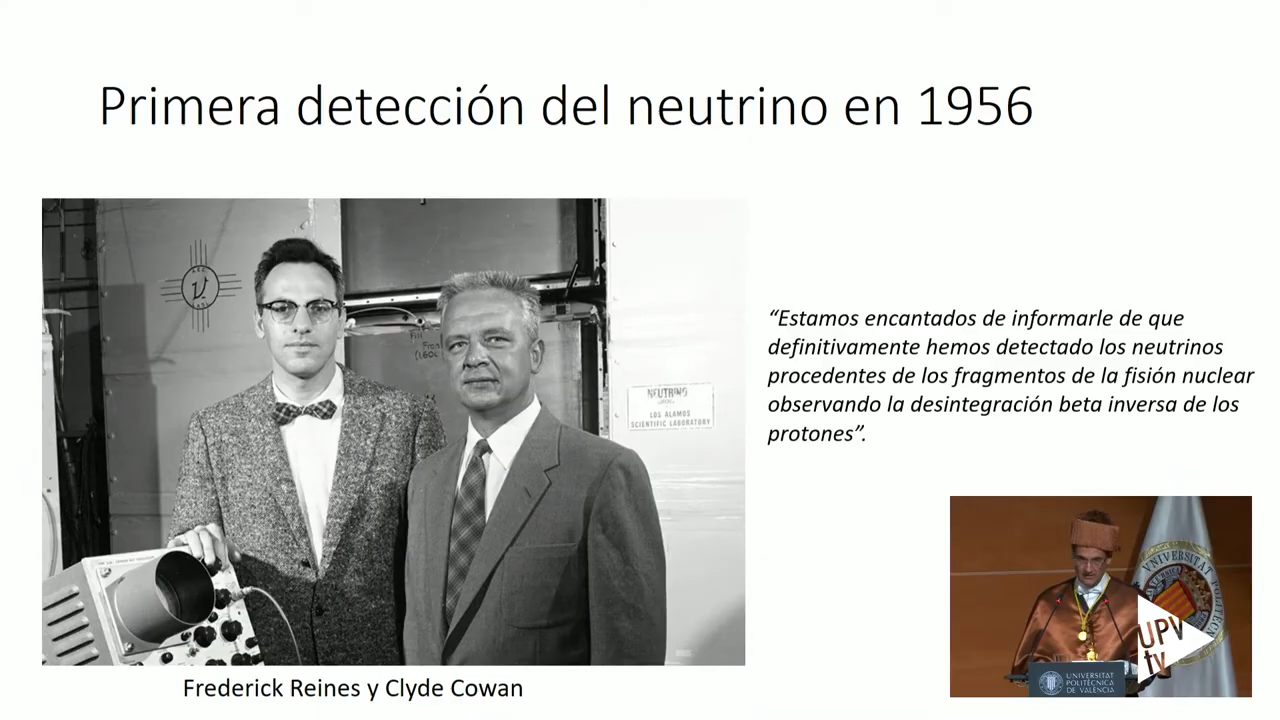 Primera detección del neutrino en 1956
NEUTRINO
LOS ALAMOS
SCIENTIFIC LABORATORY
“Estamos encantados de informarle de que
definitivamente hemos detectado los neutrinos
procedentes de los fragmentos de la fisión nuclear
observando la desintegración beta inversa de los
protones”.
Frederick Reines y Clyde Cowan
UPV
tv
UNIVERSITAT
POLITÈCNICA
DE VALÈNCIA